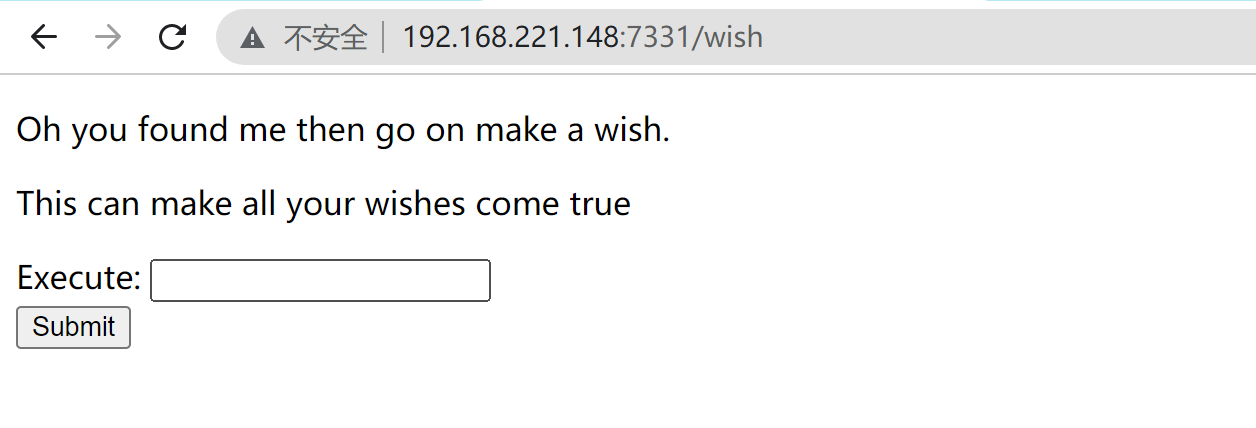 不安全 192.168.221.148:7331/wish
Oh you found me then go on make a wish.
This can make all your wishes come true
Execute:
Submit